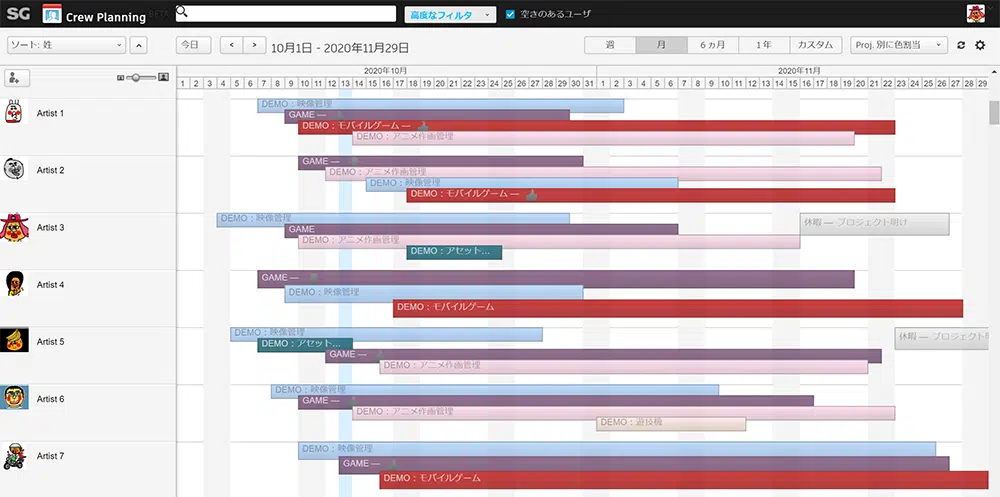 SG Crew Planning BETA 高度なフィルタ 空きのあるユーザ
ソート: 姓 今日 < > 10月1日 - 2020年11月29日 週 月 6 ヵ月 1 年 カスタム Proj. 別に色割当
2020年10月 2020年11月
1 2 3 4 5 6 7 8 9 10 11 12 13 14 15 16 17 18 19 20 21 22 23 24 25 26 27 28 29 30 31 1 2 3 4 5 6 7 8 9 10 11 12 13 14 15 16 17 18 19 20 21 22 23 24 25 26 27 28 29
Artist 1
DEMO：映像管理
GAME —
DEMO：モバイルゲーム —
DEMO：アニメ作画管理
Artist 2
GAME —
DEMO：アニメ作画管理
DEMO：映像管理
DEMO：モバイルゲーム —
Artist 3
DEMO：映像管理
休暇 — プロジェクト明け
GAME
DEMO：アニメ作画管理
DEMO：アセット...
Artist 4
GAME —
DEMO：映像管理
DEMO：モバイルゲーム
Artist 5
DEMO：映像管理
休暇 — プロジェクト明
DEMO：アセット...
GAME —
DEMO：アニメ作画管理
Artist 6
DEMO：映像管理
GAME —
DEMO：アニメ作画管理
DEMO：遊技機
Artist 7
DEMO：映像管理
GAME —
DEMO：モバイルゲーム